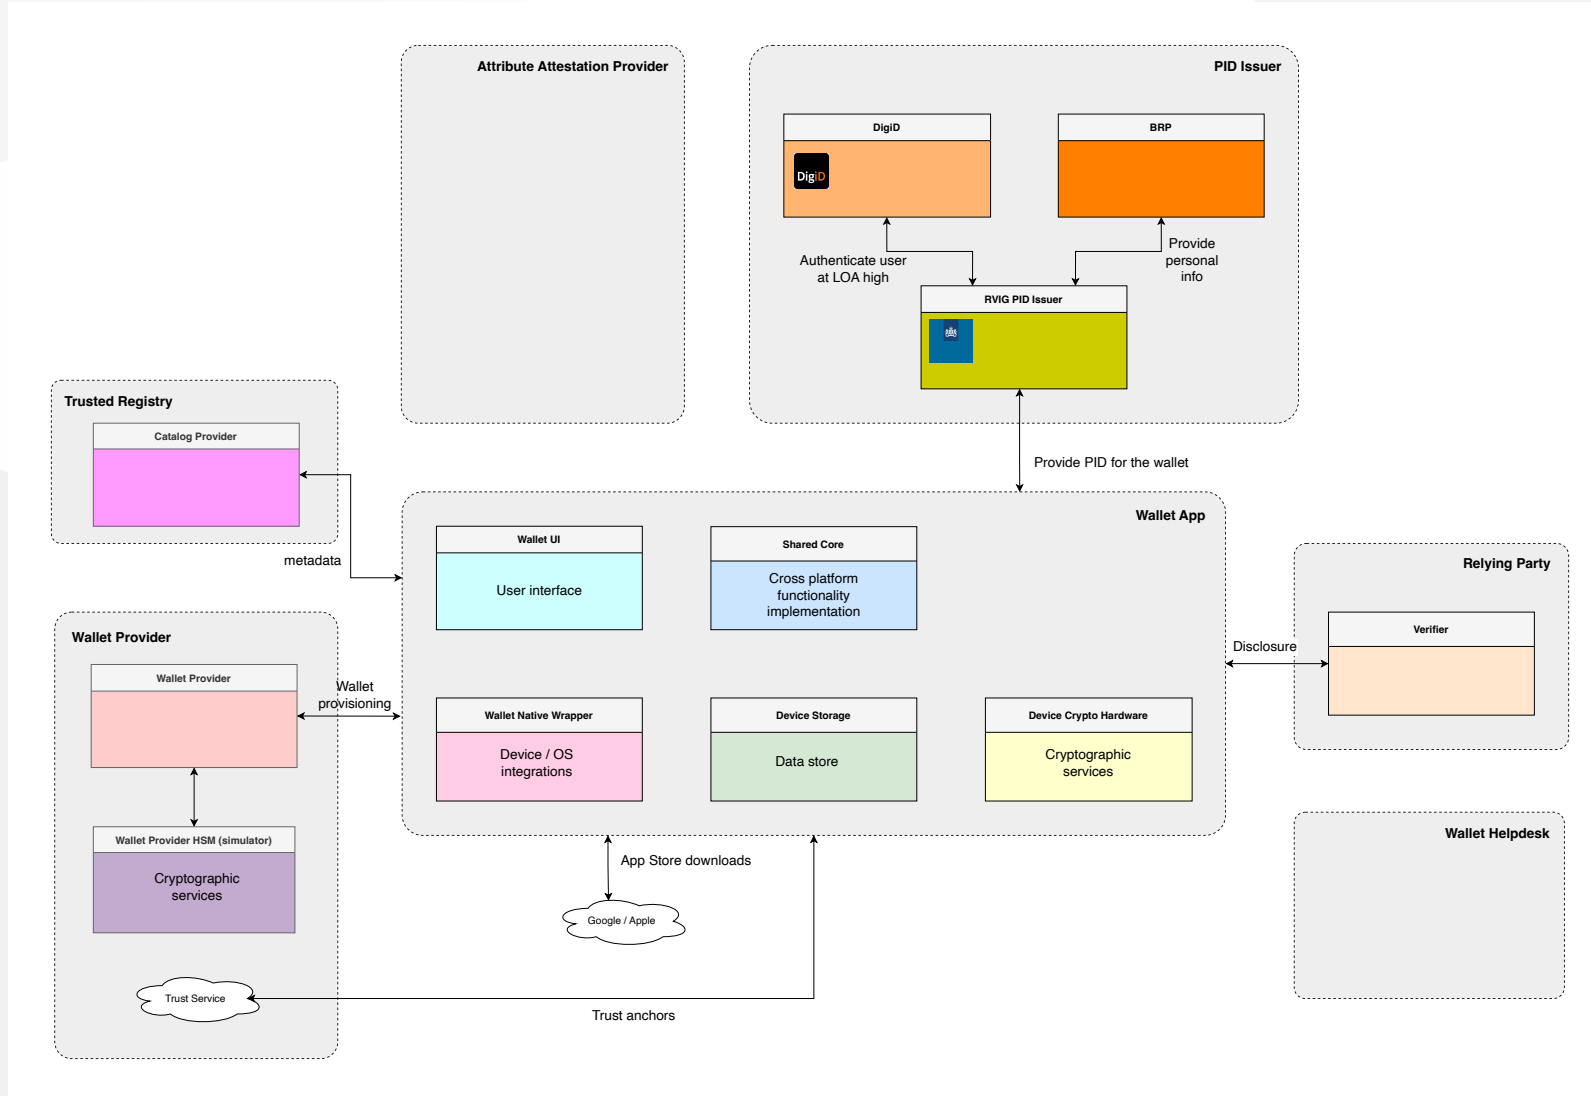 Attribute Attestation Provider
PID Issuer
DigiD
DigiD
BRP
Authenticate user
at LOA high
Provide
personal
info
RVIG PID Issuer
Provide PID for the wallet
Trusted Registry
Catalog Provider
metadata
Wallet App
Wallet UI
User interface
Shared Core
Cross platform
functionality
implementation
Wallet Native Wrapper
Device / OS
integrations
Device Storage
Data store
Device Crypto Hardware
Cryptographic
services
Relying Party
Verifier
Disclosure
Wallet Provider
Wallet Provider
Wallet
provisioning
Wallet Provider HSM (simulator)
Cryptographic
services
Trust Service
App Store downloads
Google / Apple
Trust anchors
Wallet Helpdesk